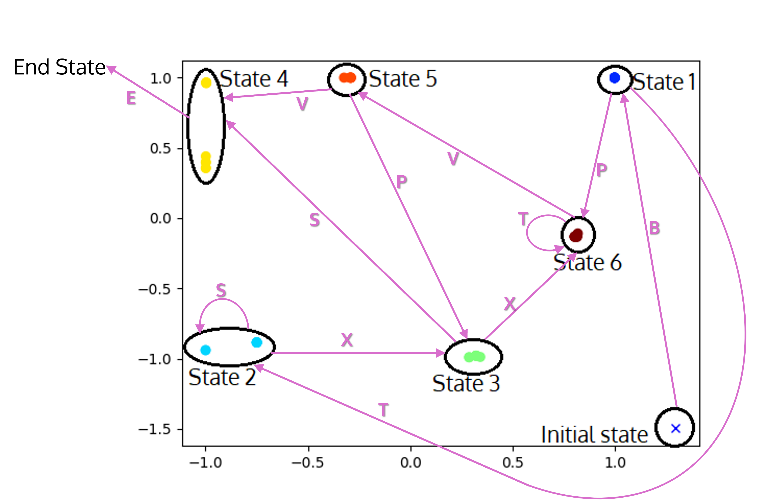 End State
E
1.0
State 4
V
State 5
State 1
0.5
V
P
P
S
T
B
0.0
State 6
−0.5
S
X
X
−1.0
State 2
State 3
T
−1.5
Initial state
−1.0
−0.5
0.0
0.5
1.0